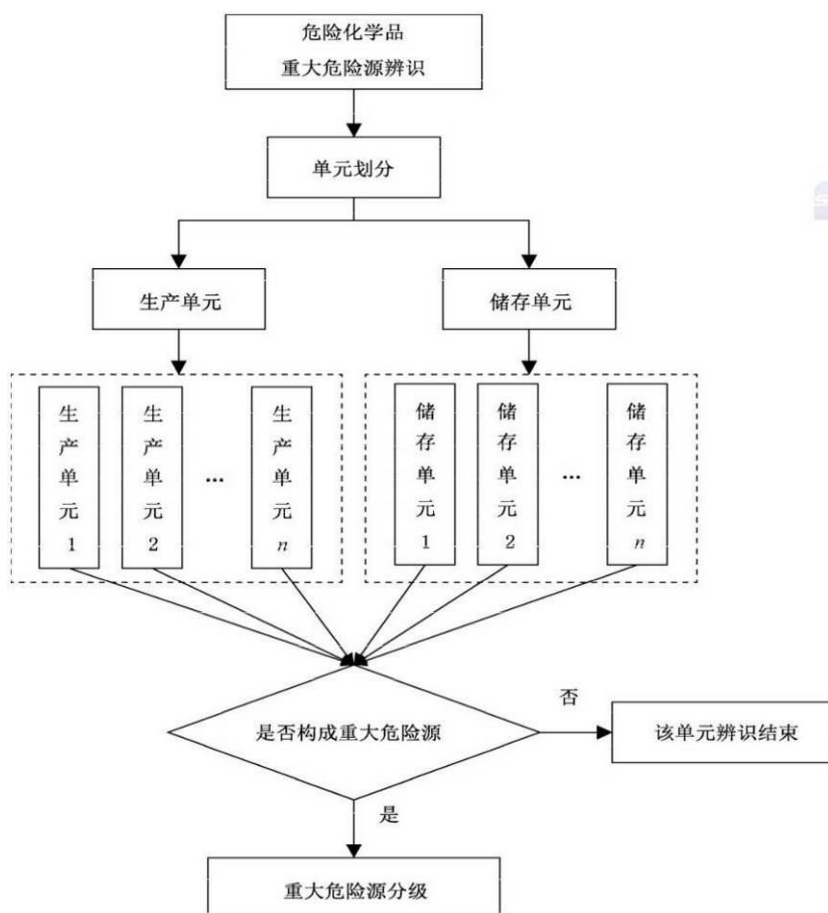 危险化学品
重大危险源辨识
单元划分
生产单元
储存单元
生产单元1
生产单元2
...
生产单元n
储存单元1
储存单元2
...
储存单元n
是否构成重大危险源
否
该单元辨识结束
是
重大危险源分级